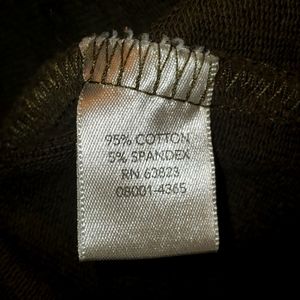 95% COTTON
5% SPANDEX
RN 63823
08001-4365